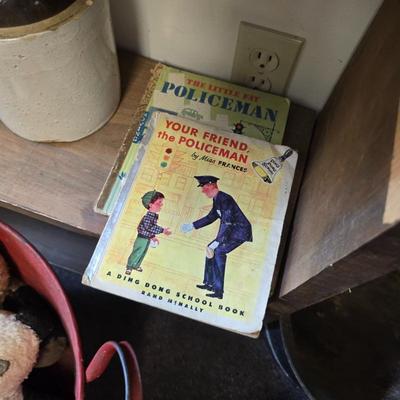 THE LITTLE FAT
POLICEMAN
YOUR FRIEND,
the POLICEMAN
by Miss FRANCES
A DING DONG SCHOOL BOOK
RAND McNALLY